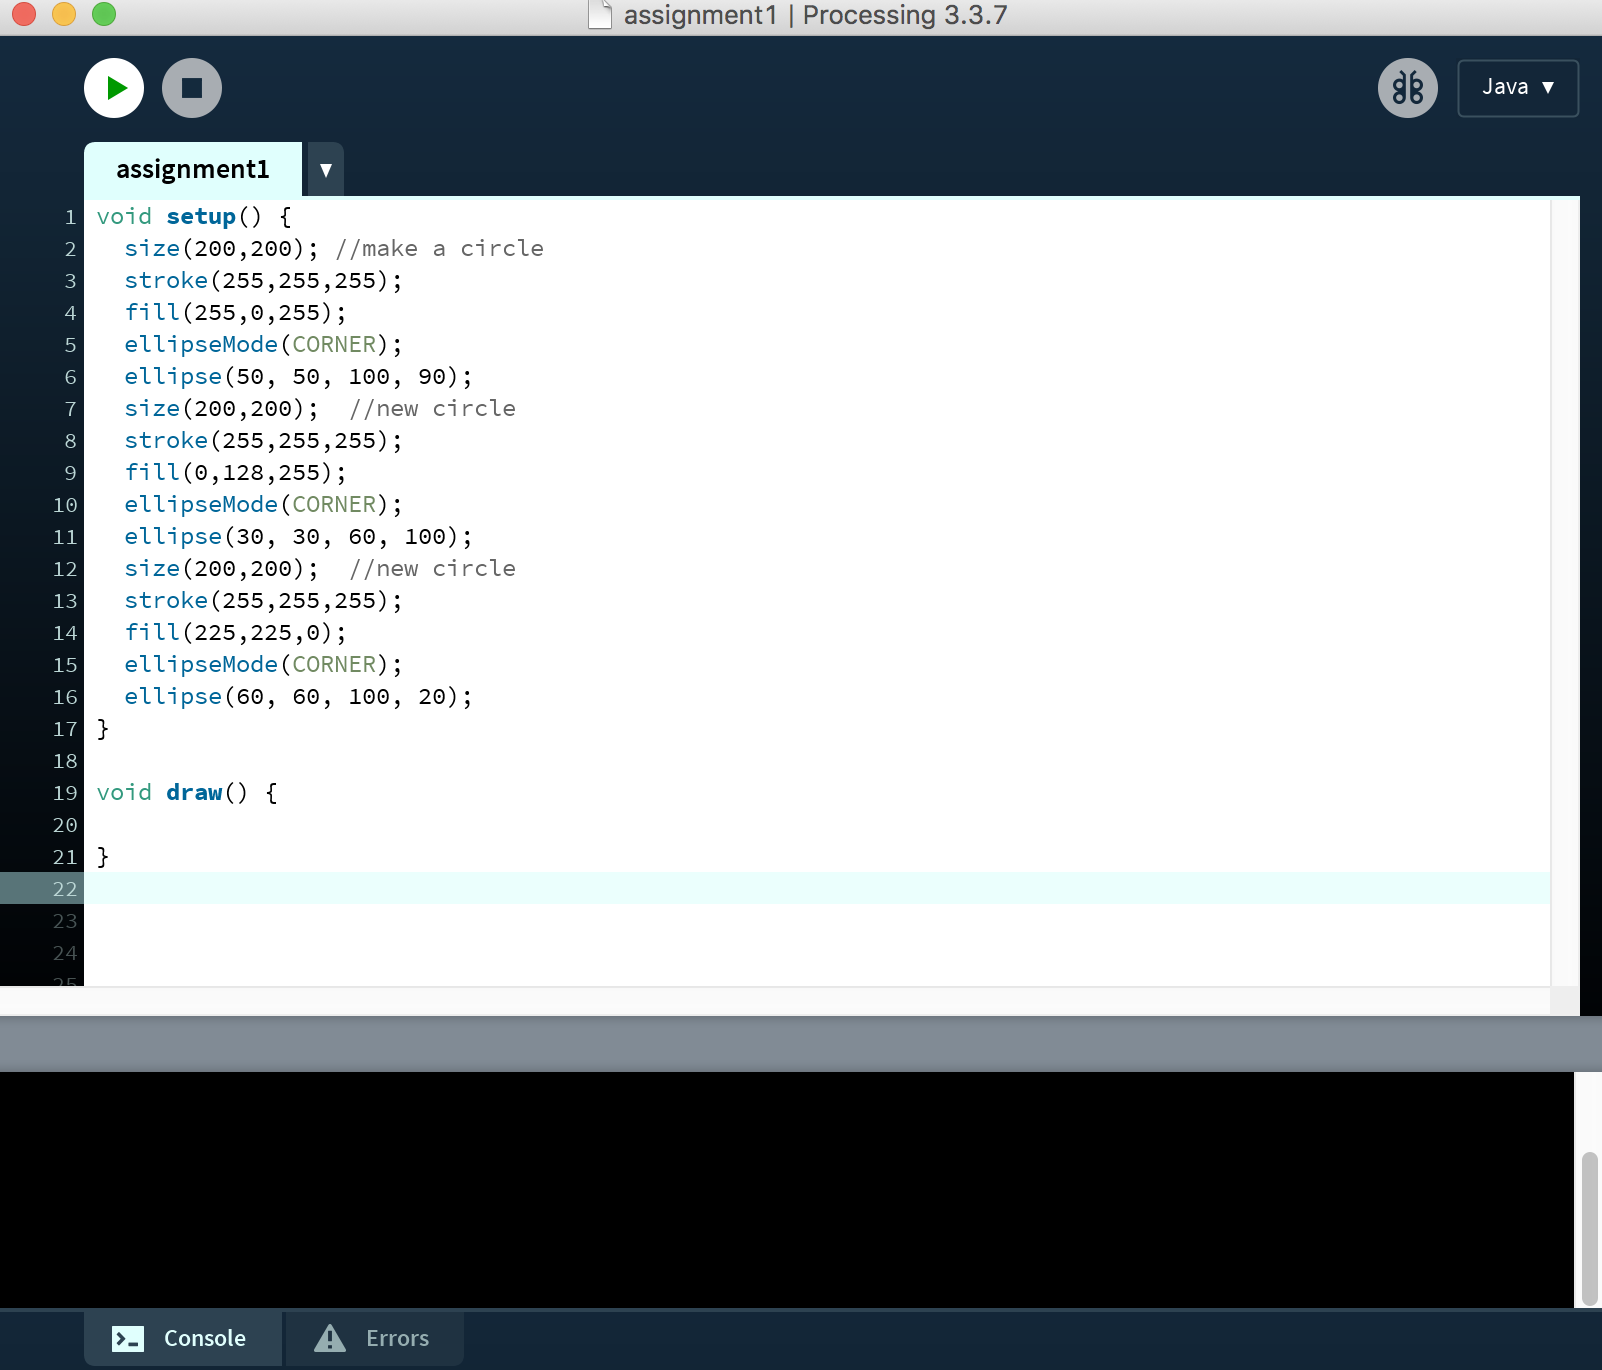 assignment1 | Processing 3.3.7
Java ▼
assignment1 ▼
1 void setup() {
2 size(200,200); //make a circle
3 stroke(255,255,255);
4 fill(255,0,255);
5 ellipseMode(CORNER);
6 ellipse(50, 50, 100, 90);
7 size(200,200);  //new circle
8 stroke(255,255,255);
9 fill(0,128,255);
10 ellipseMode(CORNER);
11 ellipse(30, 30, 60, 100);
12 size(200,200);  //new circle
13 stroke(255,255,255);
14 fill(225,225,0);
15 ellipseMode(CORNER);
16 ellipse(60, 60, 100, 20);
17 }
18
19 void draw() {
20
21 }
22
23
24
25
Console Errors